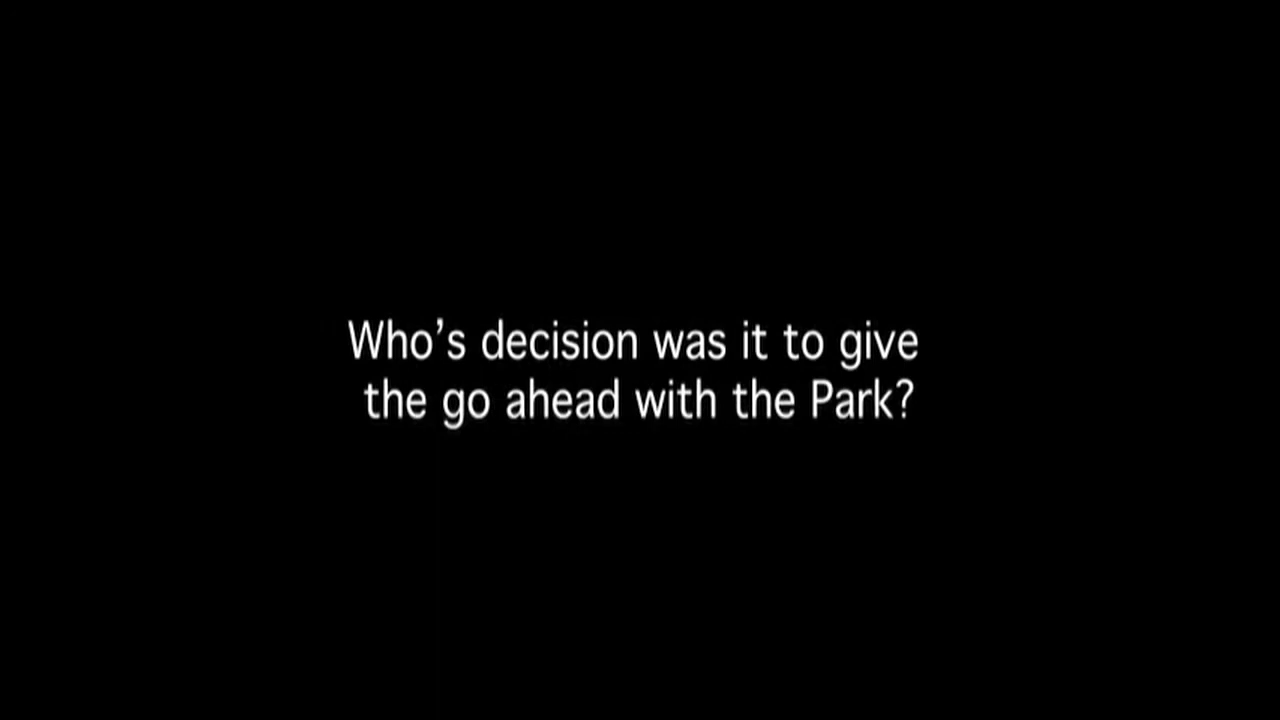 Who's decision was it to give
the go ahead with the Park?